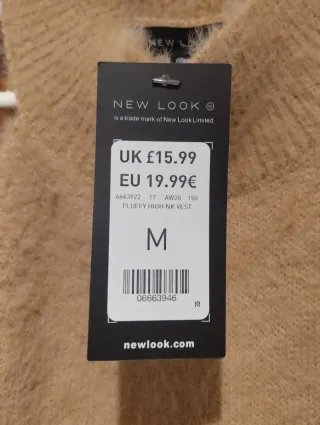 NEW LOOK
NEW LOOK
is a trade mark of New Look Limited
UK £15.99
EU 19.99€
6663922 17 AW20 1S0
FLUFFY HIGH NK VEST
M
06663946
newlook.com